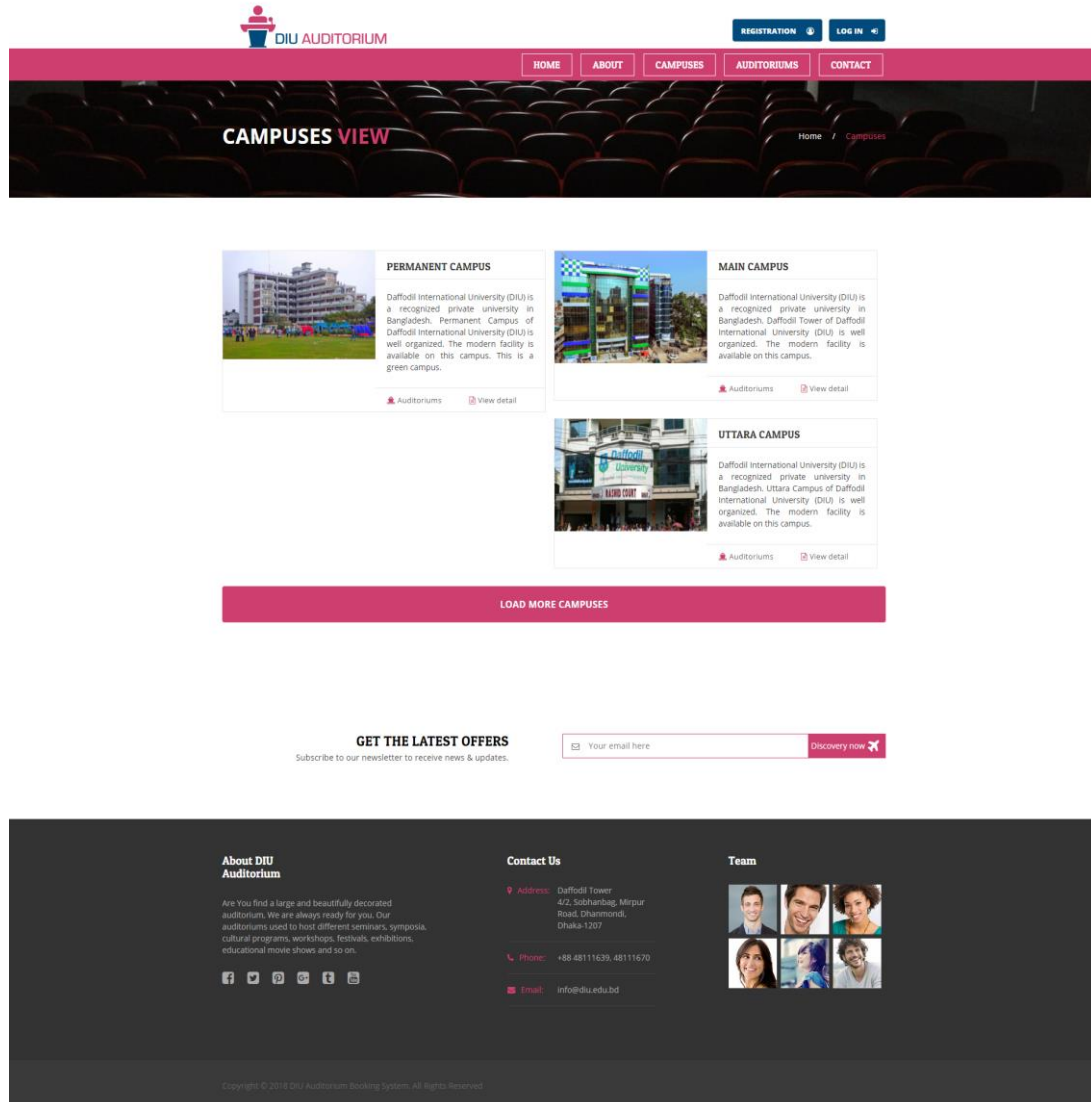 DIU AUDITORIUM
REGISTRATION
LOG IN
HOME
ABOUT
CAMPUSES
AUDITORIUMS
CONTACT
CAMPUSES VIEW
Home / Campuses
PERMANENT CAMPUS
Daffodil International University (DIU) is
a recognized private university in
Bangladesh. Permanent Campus of
Daffodil International University (DIU) is
well organized. The modern facility is
available on this campus. This is a
green campus.
Auditoriums
View detail
MAIN CAMPUS
Daffodil International University (DIU) is
a recognized private university in
Bangladesh. Daffodil Tower of Daffodil
International University (DIU) is well
organized. The modern facility is
available on this campus.
Auditoriums
View detail
Daffodil
University
RASHID COURT
UTTARA CAMPUS
Daffodil International University (DIU) is
a recognized private university in
Bangladesh. Uttara Campus of Daffodil
International University (DIU) is well
organized. The modern facility is
available on this campus.
Auditoriums
View detail
LOAD MORE CAMPUSES
GET THE LATEST OFFERS
Subscribe to our newsletter to receive news & updates.
Your email here
Discovery now
About DIU
Auditorium
Are You find a large and beautifully decorated
auditorium, We are always ready for you. Our
auditoriums used to host different seminars, symposia,
cultural programs, workshops, festivals, exhibitions,
educational movie shows and so on.
Contact Us
Address: Daffodil Tower
4/2, Sobhanbag, Mirpur
Road, Dhanmondi,
Dhaka-1207
Phone: +88 48111639, 48111670
Email: info@diu.edu.bd
Team
Copyright © 2018 DIU Auditorium Booking System. All Rights Reserved